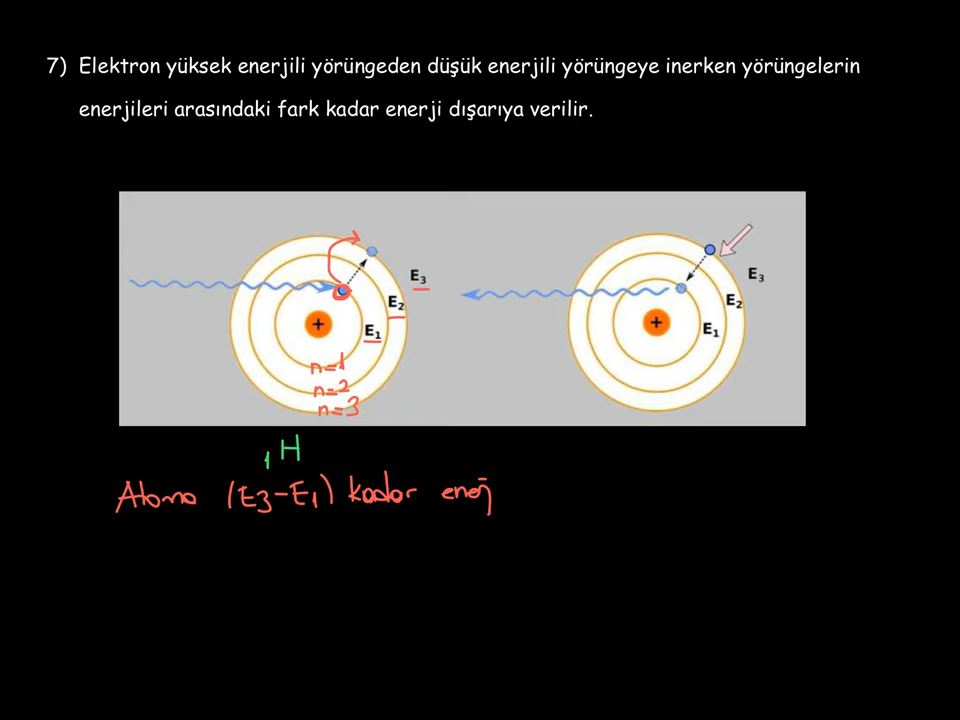 7) Elektron yüksek enerjili yörüngeden düşük enerjili yörüngeye inerken yörüngelerin
enerjileri arasındaki fark kadar enerji dışarıya verilir.
E3
E2
E1
+
n=1
n=2
n=3
E3
E2
E1
+
1H
Atoma (E3-E1) kadar